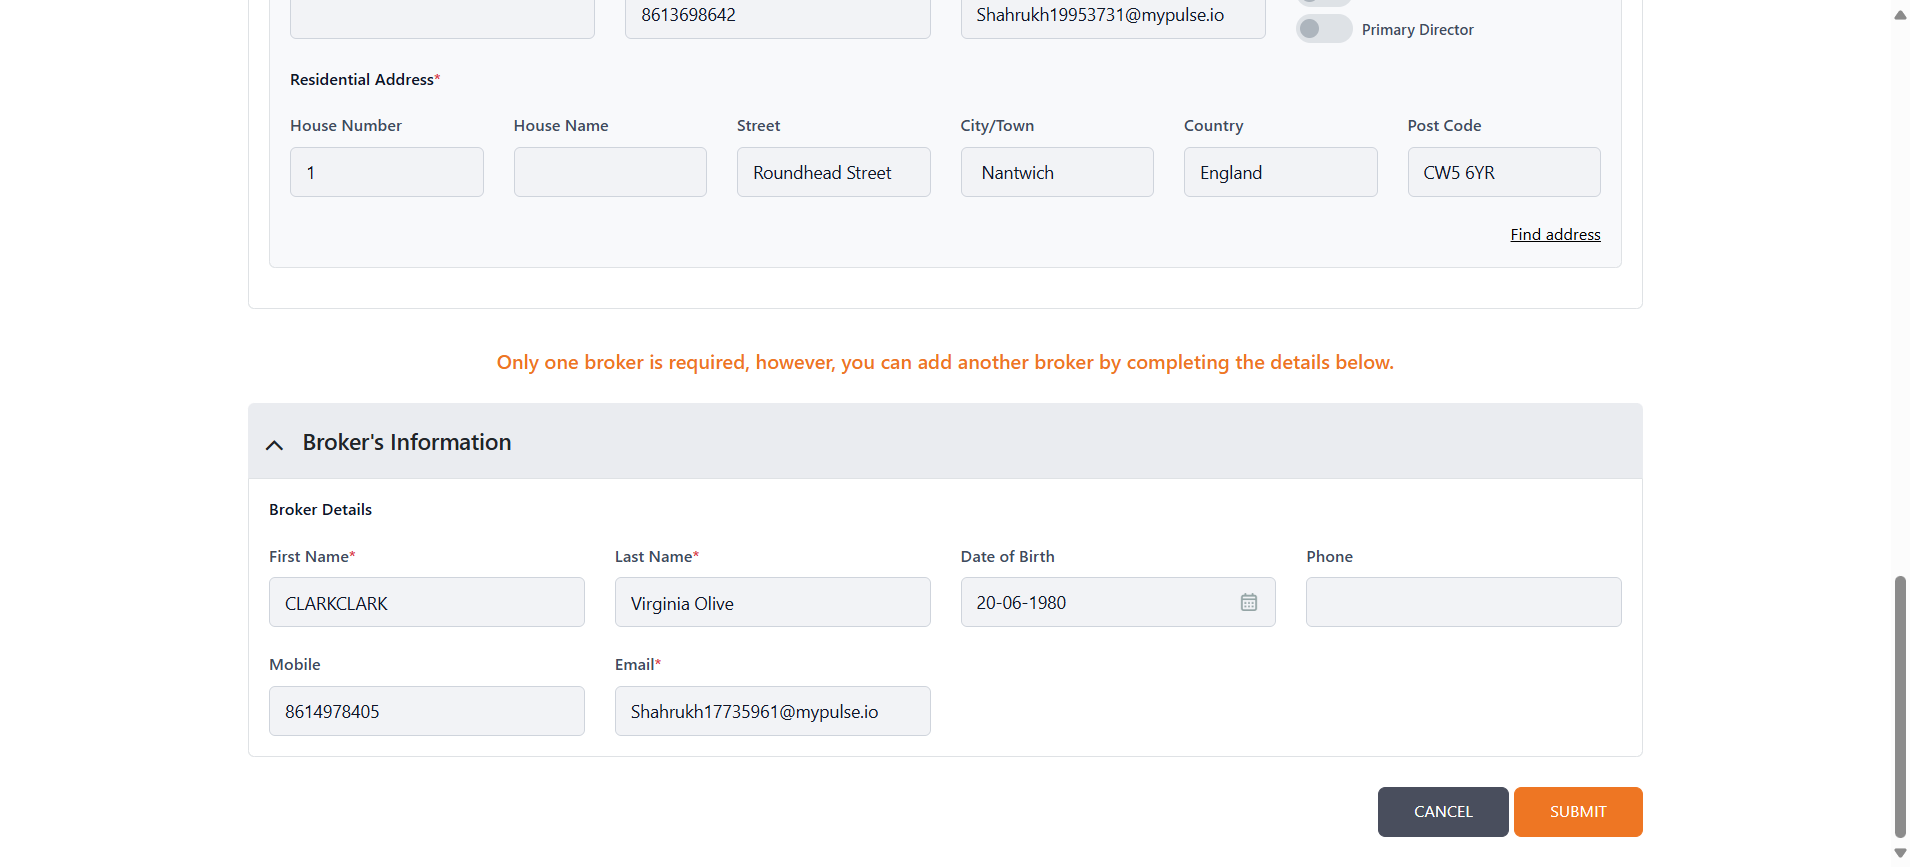 8613698642
Shahrukh19953731@mypulse.io
Primary Director
Residential Address*
House Number House Name Street City/Town Country Post Code
1 Roundhead Street Nantwich England CW5 6YR
Find address
Only one broker is required, however, you can add another broker by completing the details below.
Broker's Information
Broker Details
First Name* Last Name* Date of Birth Phone
CLARKCLARK Virginia Olive 20-06-1980
Mobile Email*
8614978405 Shahrukh17735961@mypulse.io
CANCEL SUBMIT